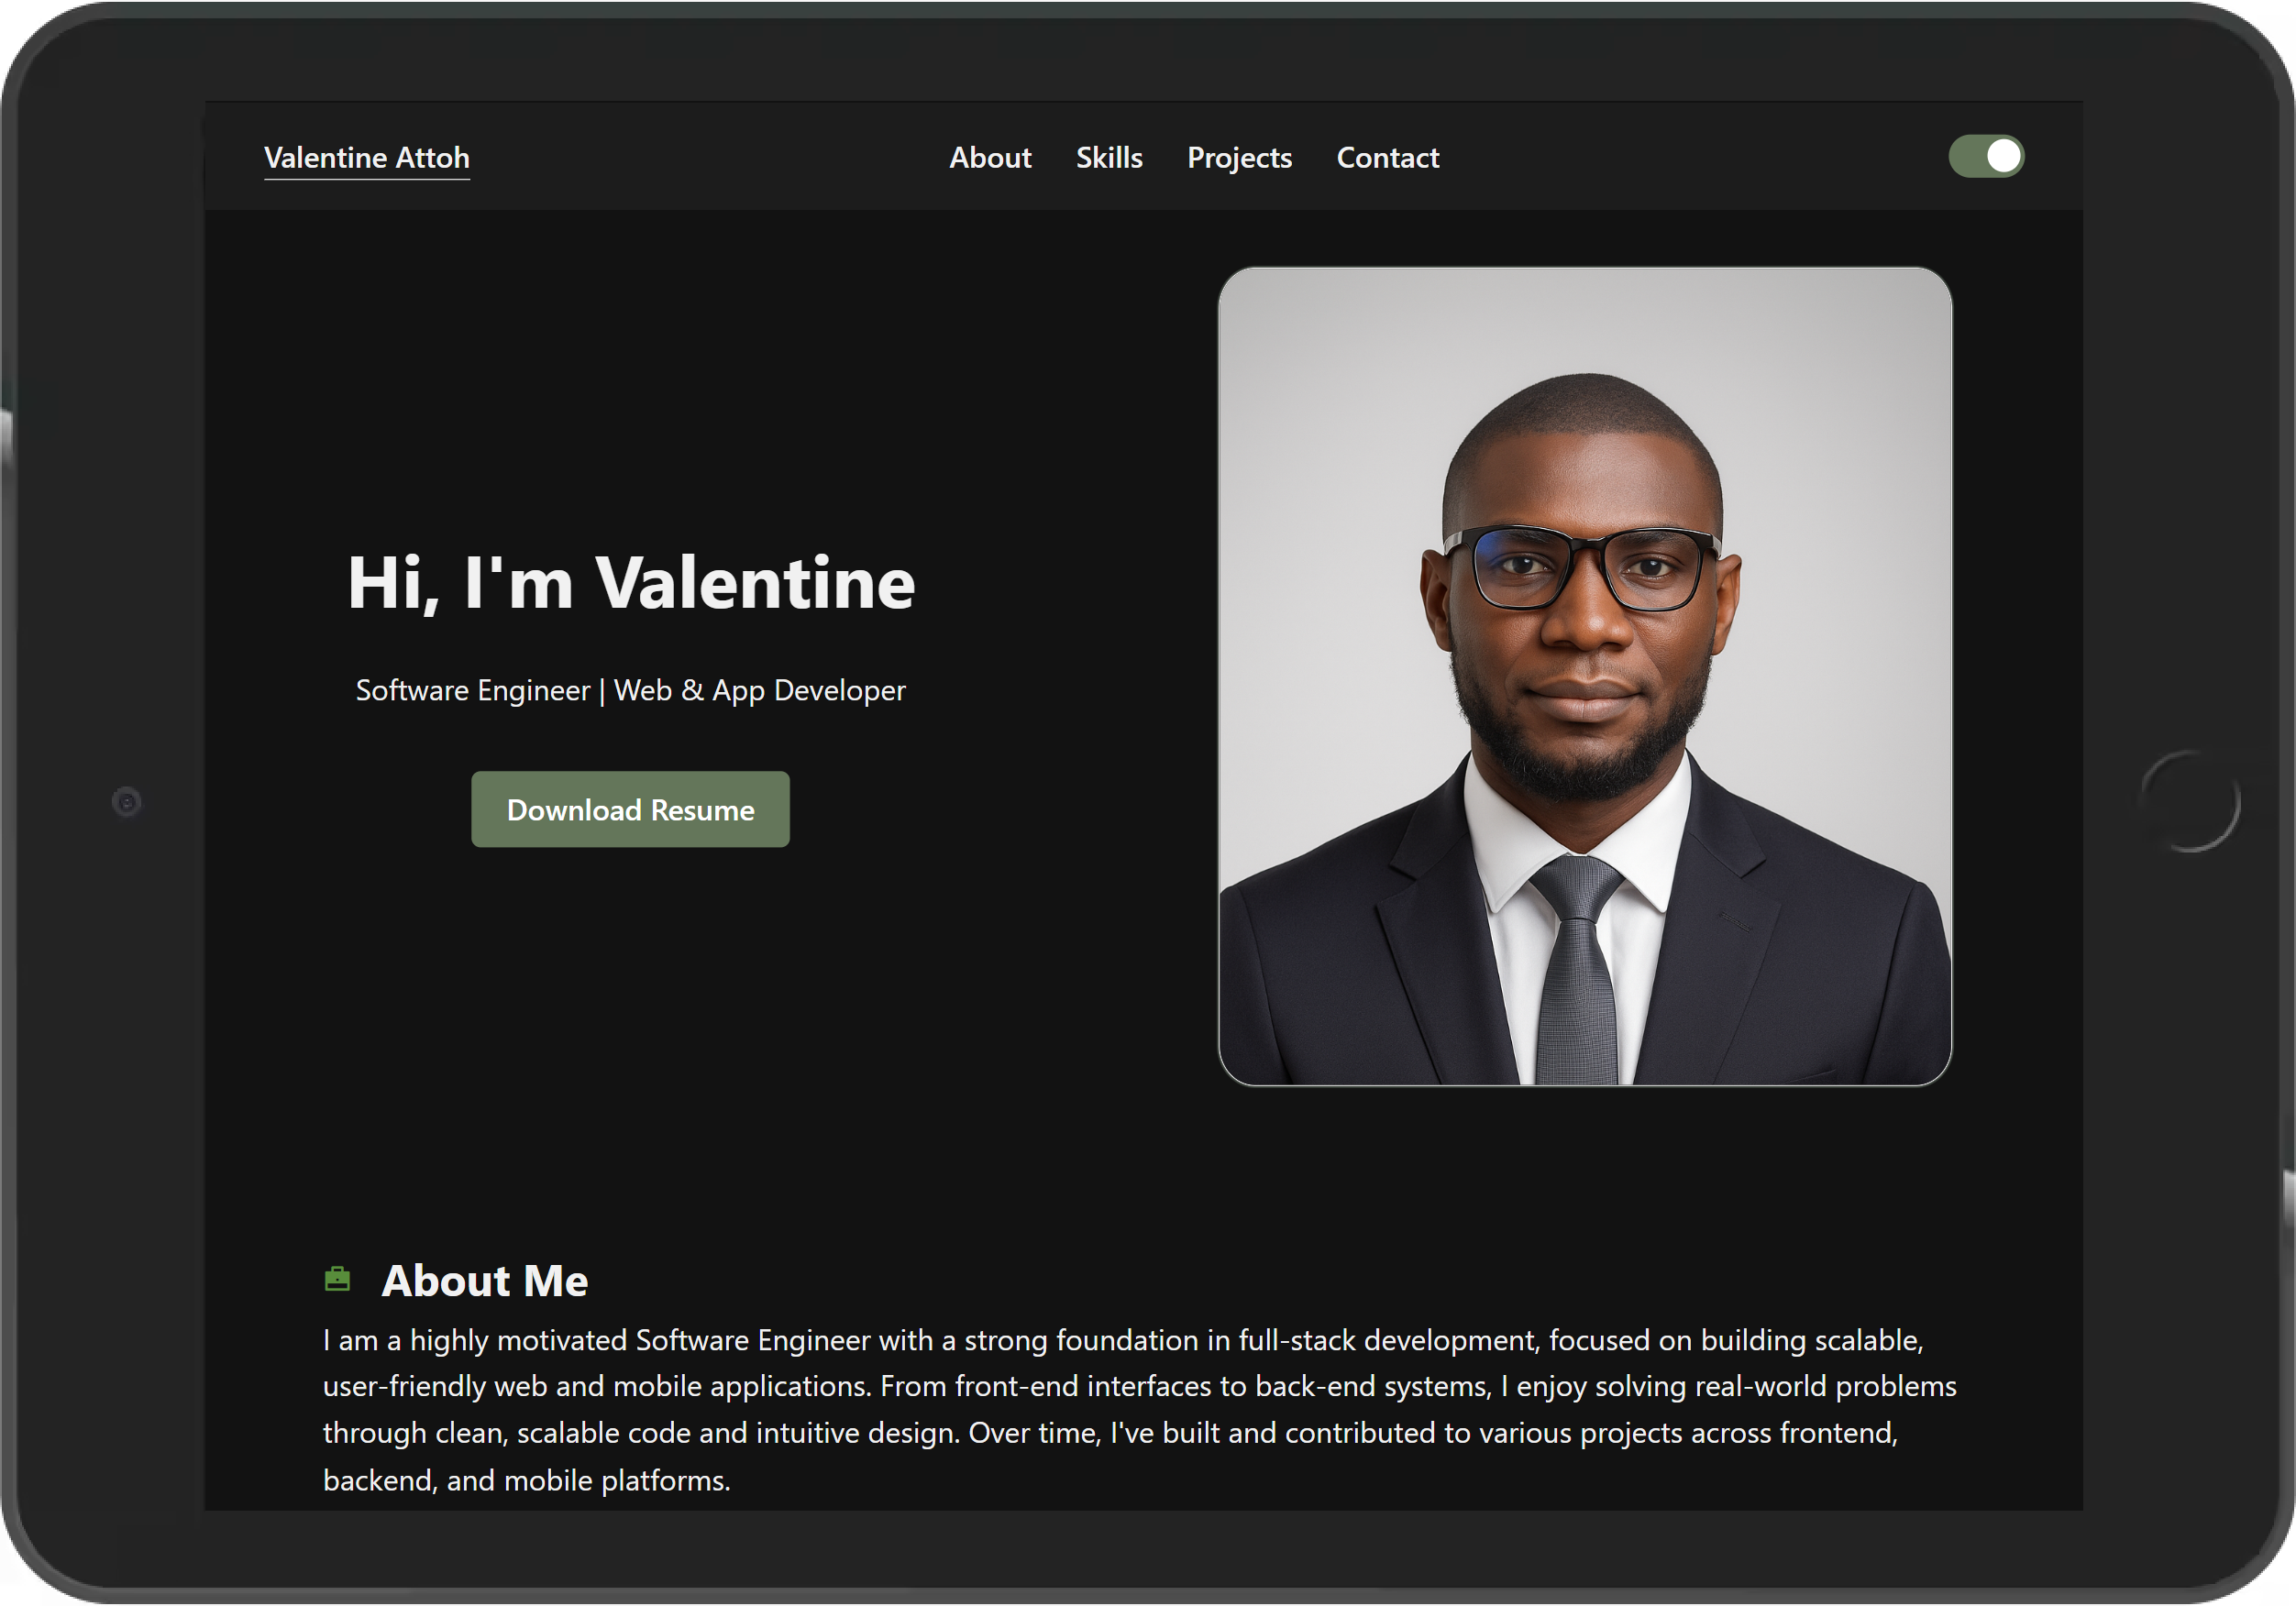 Valentine Attoh
About Skills Projects Contact
Hi, I'm Valentine
Software Engineer | Web & App Developer
Download Resume
About Me
I am a highly motivated Software Engineer with a strong foundation in full-stack development, focused on building scalable,
user-friendly web and mobile applications. From front-end interfaces to back-end systems, I enjoy solving real-world problems
through clean, scalable code and intuitive design. Over time, I've built and contributed to various projects across frontend,
backend, and mobile platforms.